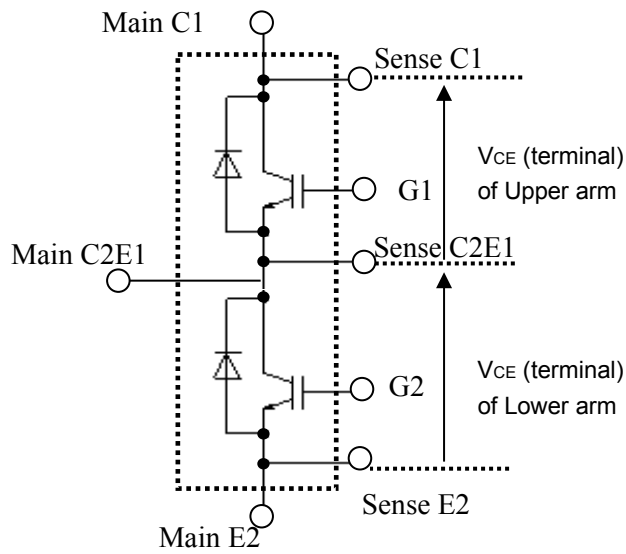 Main C1
Sense C1
VCE (terminal)
of Upper arm
G1
Sense C2E1
Main C2E1
VCE (terminal)
of Lower arm
G2
Sense E2
Main E2